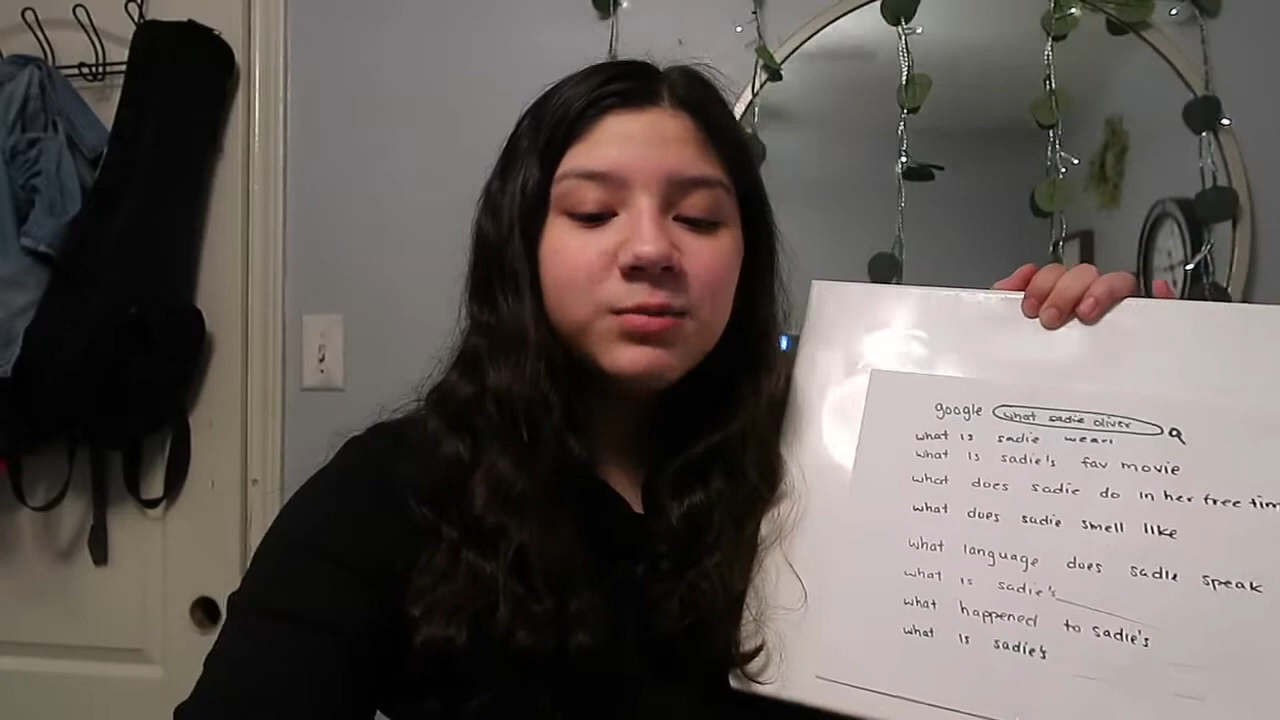 google what sadie oliver
what is sadie wear
what is sadie's fav movie
what does sadie do in her free tim
what does sadie smell like
what language does sadie speak
what is sadie's
what happened to sadie's
what is sadie's